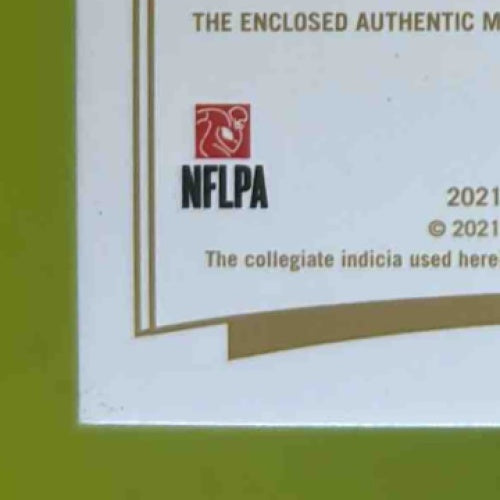 THE ENCLOSED AUTHENTIC M
NFLPA
2021
© 2021
The collegiate indicia used here